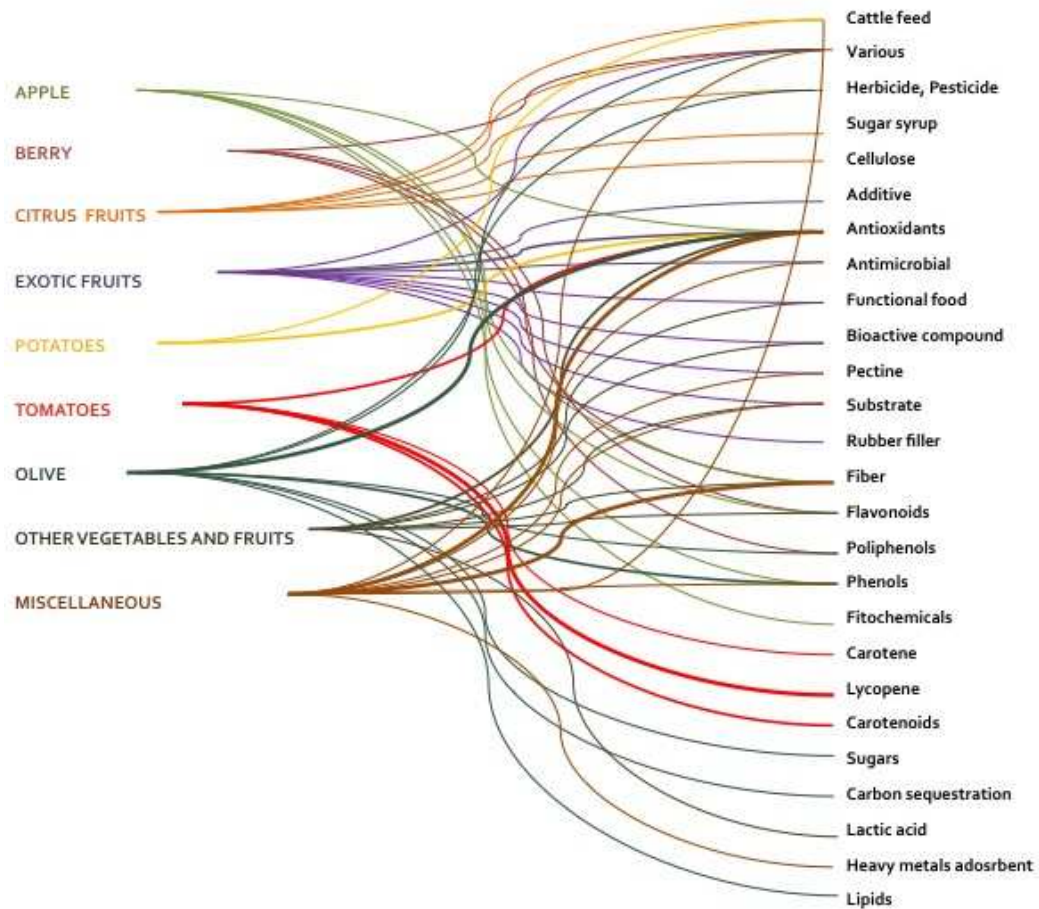 APPLE
BERRY
CITRUS FRUITS
EXOTIC FRUITS
POTATOES
TOMATOES
OLIVE
OTHER VEGETABLES AND FRUITS
MISCELLANEOUS
Cattle feed
Various
Herbicide, Pesticide
Sugar syrup
Cellulose
Additive
Antioxidants
Antimicrobial
Functional food
Bioactive compound
Pectine
Substrate
Rubber filler
Fiber
Flavonoids
Poliphenols
Phenols
Fitochemicals
Carotene
Lycopene
Carotenoids
Sugars
Carbon sequestration
Lactic acid
Heavy metals adosrbent
Lipids